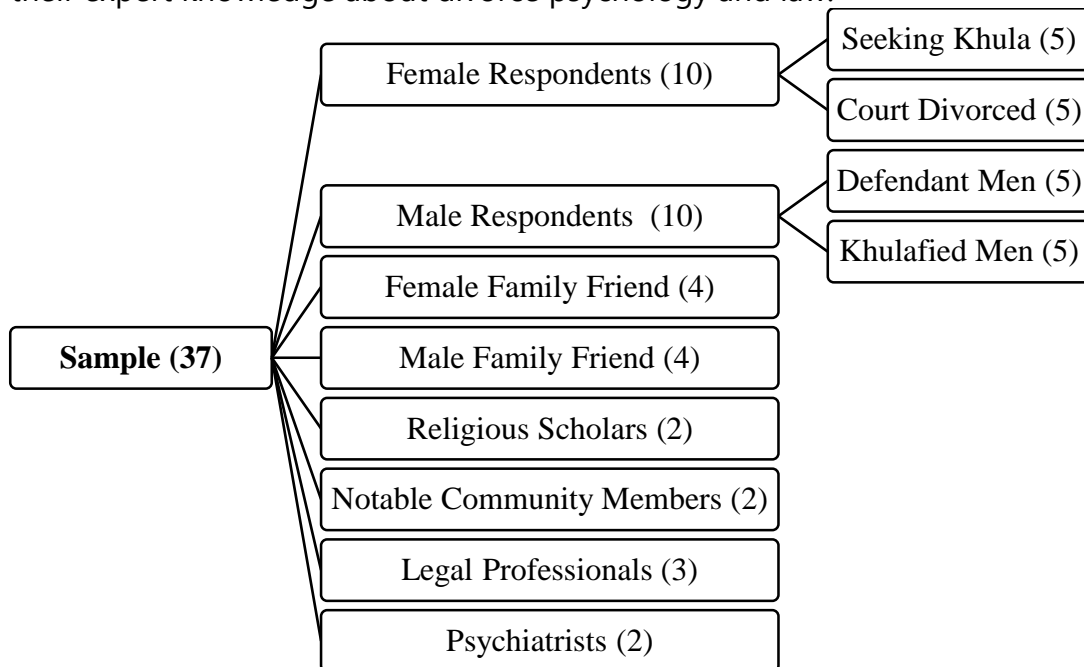 their expert knowledge about divorce psychology and law.
Female Respondents (10)
Seeking Khula (5)
Court Divorced (5)
Male Respondents (10)
Defendant Men (5)
Khulafied Men (5)
Female Family Friend (4)
Sample (37)
Male Family Friend (4)
Religious Scholars (2)
Notable Community Members (2)
Legal Professionals (3)
Psychiatrists (2)